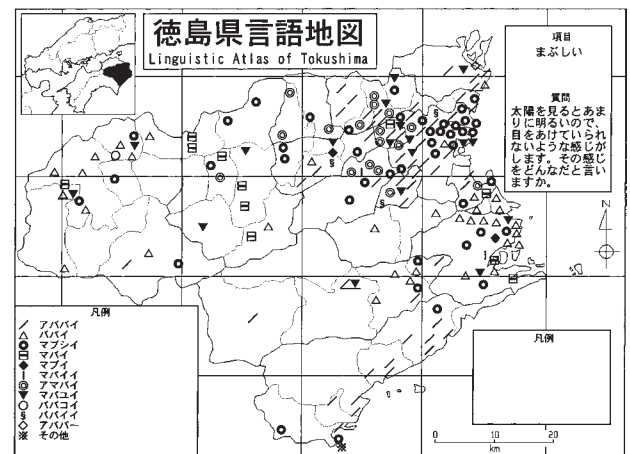 徳島県言語地図
Linguistic Atlas of Tokushima
項目
まぶしい
質問
太陽を見るとあま
りに明るいので、
目をあけていられ
ないような感じが
します。その感じ
をどんなだと言い
ますか。
N
凡例
アババイ
ババイ
マブシイ
マバイ
マブイ
マバイイ
アマバイ
マバユイ
ババコイ
ババイイ
アババー
※ その他
凡例
0 10 20
km